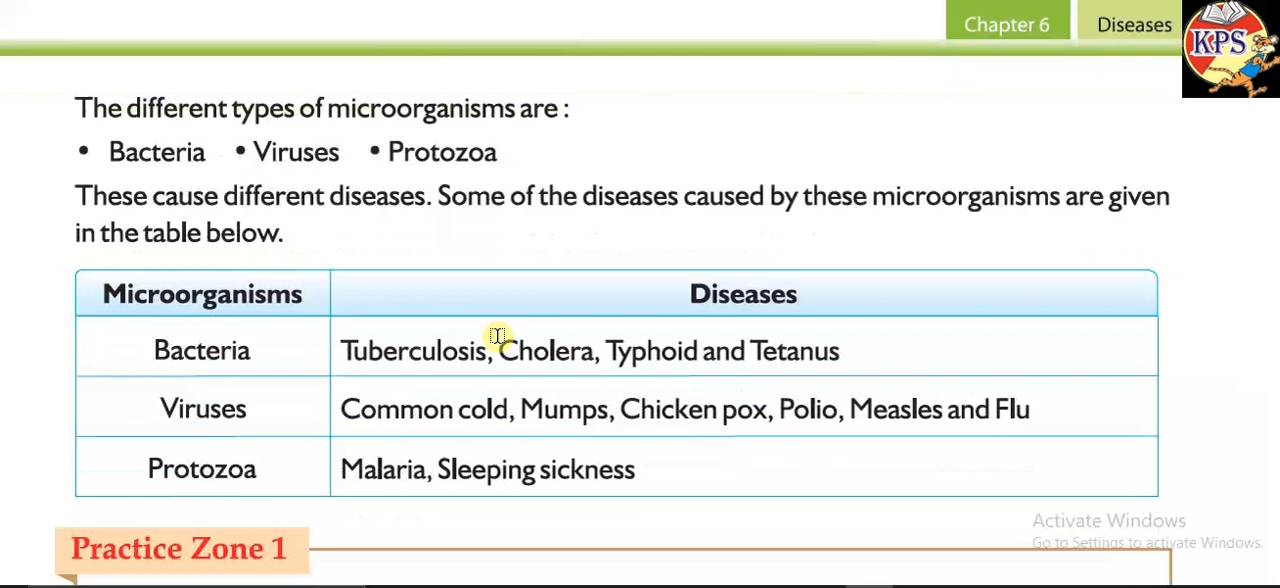 Chapter 6 Diseases
KPS
The different types of microorganisms are :
• Bacteria • Viruses • Protozoa
These cause different diseases. Some of the diseases caused by these microorganisms are given
in the table below.
Microorganisms Diseases
Bacteria Tuberculosis, Cholera, Typhoid and Tetanus
Viruses Common cold, Mumps, Chicken pox, Polio, Measles and Flu
Protozoa Malaria, Sleeping sickness
Activate Windows
Go to Settings to activate Windows.
Practice Zone 1